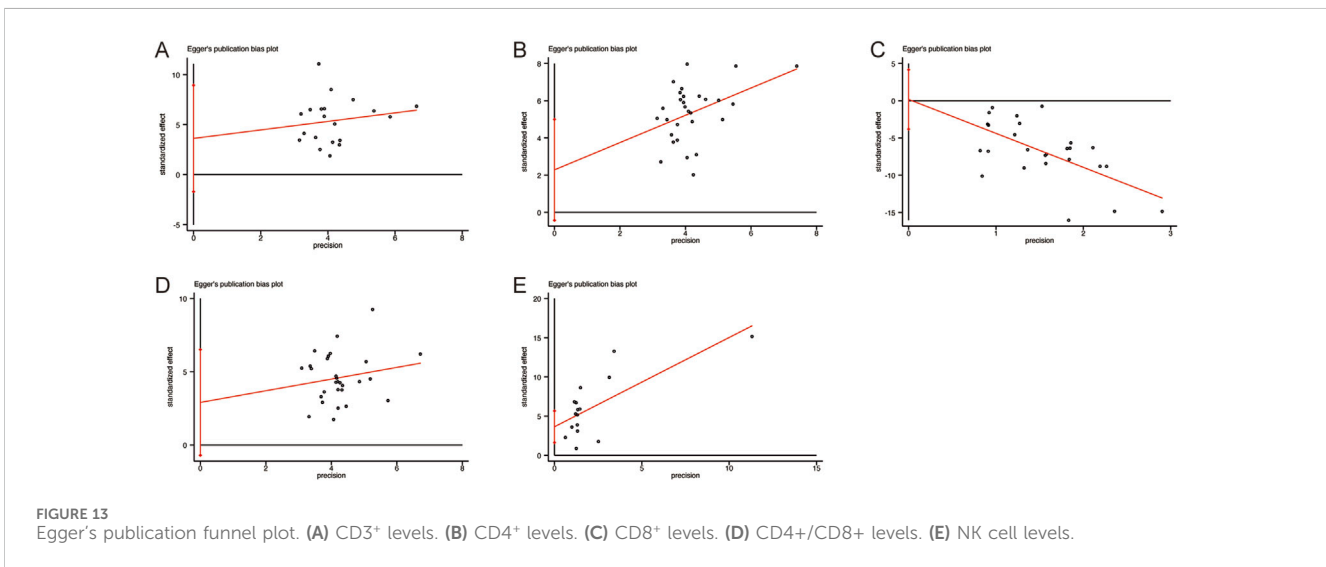 A
Egger's publication bias plot
standardized effect
10
5
0
-5
0
2
4
6
8
precision
B
Egger's publication bias plot
standardized effect
8
6
4
2
0
0
2
4
6
8
precision
C
Egger's publication bias plot
standardized effect
5
0
-5
-10
-15
0
1
2
3
precision
D
Egger's publication bias plot
standardized effect
10
5
0
0
2
4
6
8
precision
E
Egger's publication bias plot
standardized effect
20
15
10
5
0
0
5
10
15
precision
FIGURE 13
Egger's publication funnel plot. (A) CD3⁺ levels. (B) CD4⁺ levels. (C) CD8⁺ levels. (D) CD4+/CD8+ levels. (E) NK cell levels.